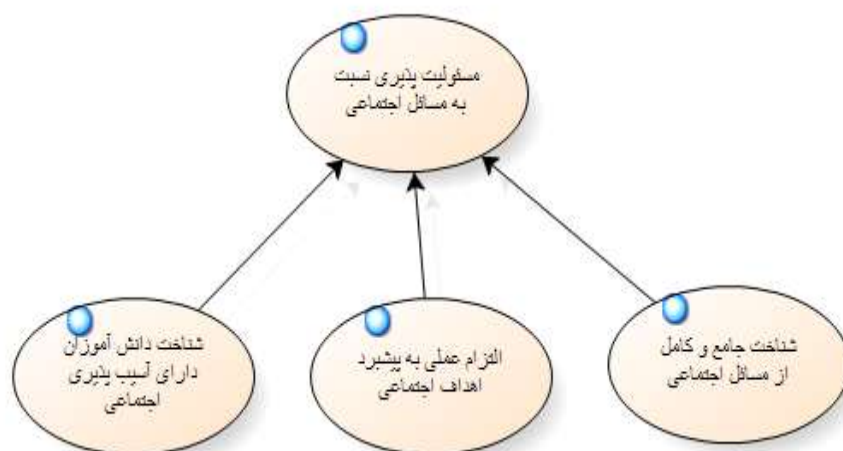 مسئولیت پذیری نسبت
به مسائل اجتماعی
شناخت جامع و کامل
از مسائل اجتماعی
التزام عملی به پیشبرد
اهداف اجتماعی
شناخت دانش آموزان
دارای آسیب پذیری
اجتماعی